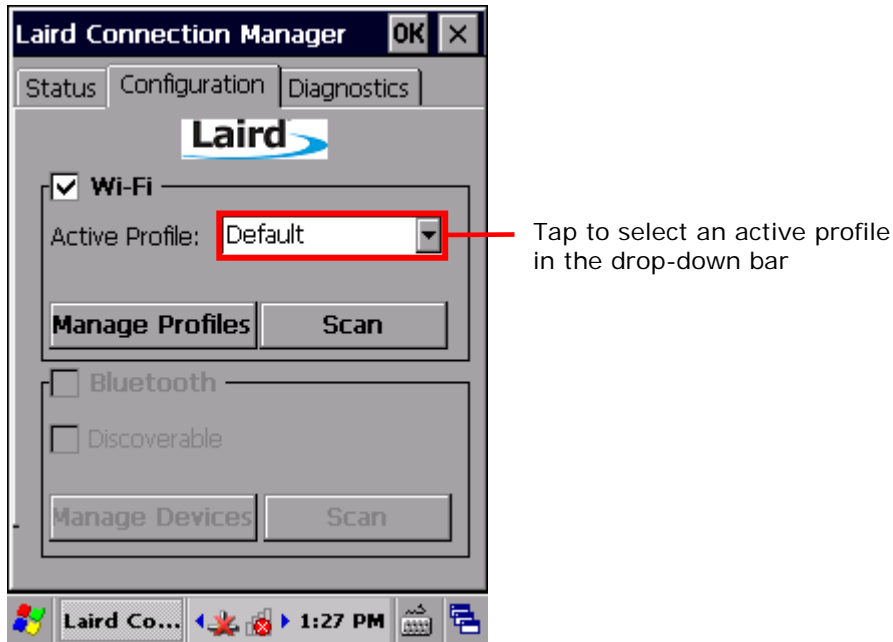 Laird Connection Manager OK ×
Status Configuration Diagnostics
Laird
Wi-Fi
Active Profile: Default
Tap to select an active profile
in the drop-down bar
Manage Profiles Scan
Bluetooth
Discoverable
Manage Devices Scan
Laird Co... 1:27 PM